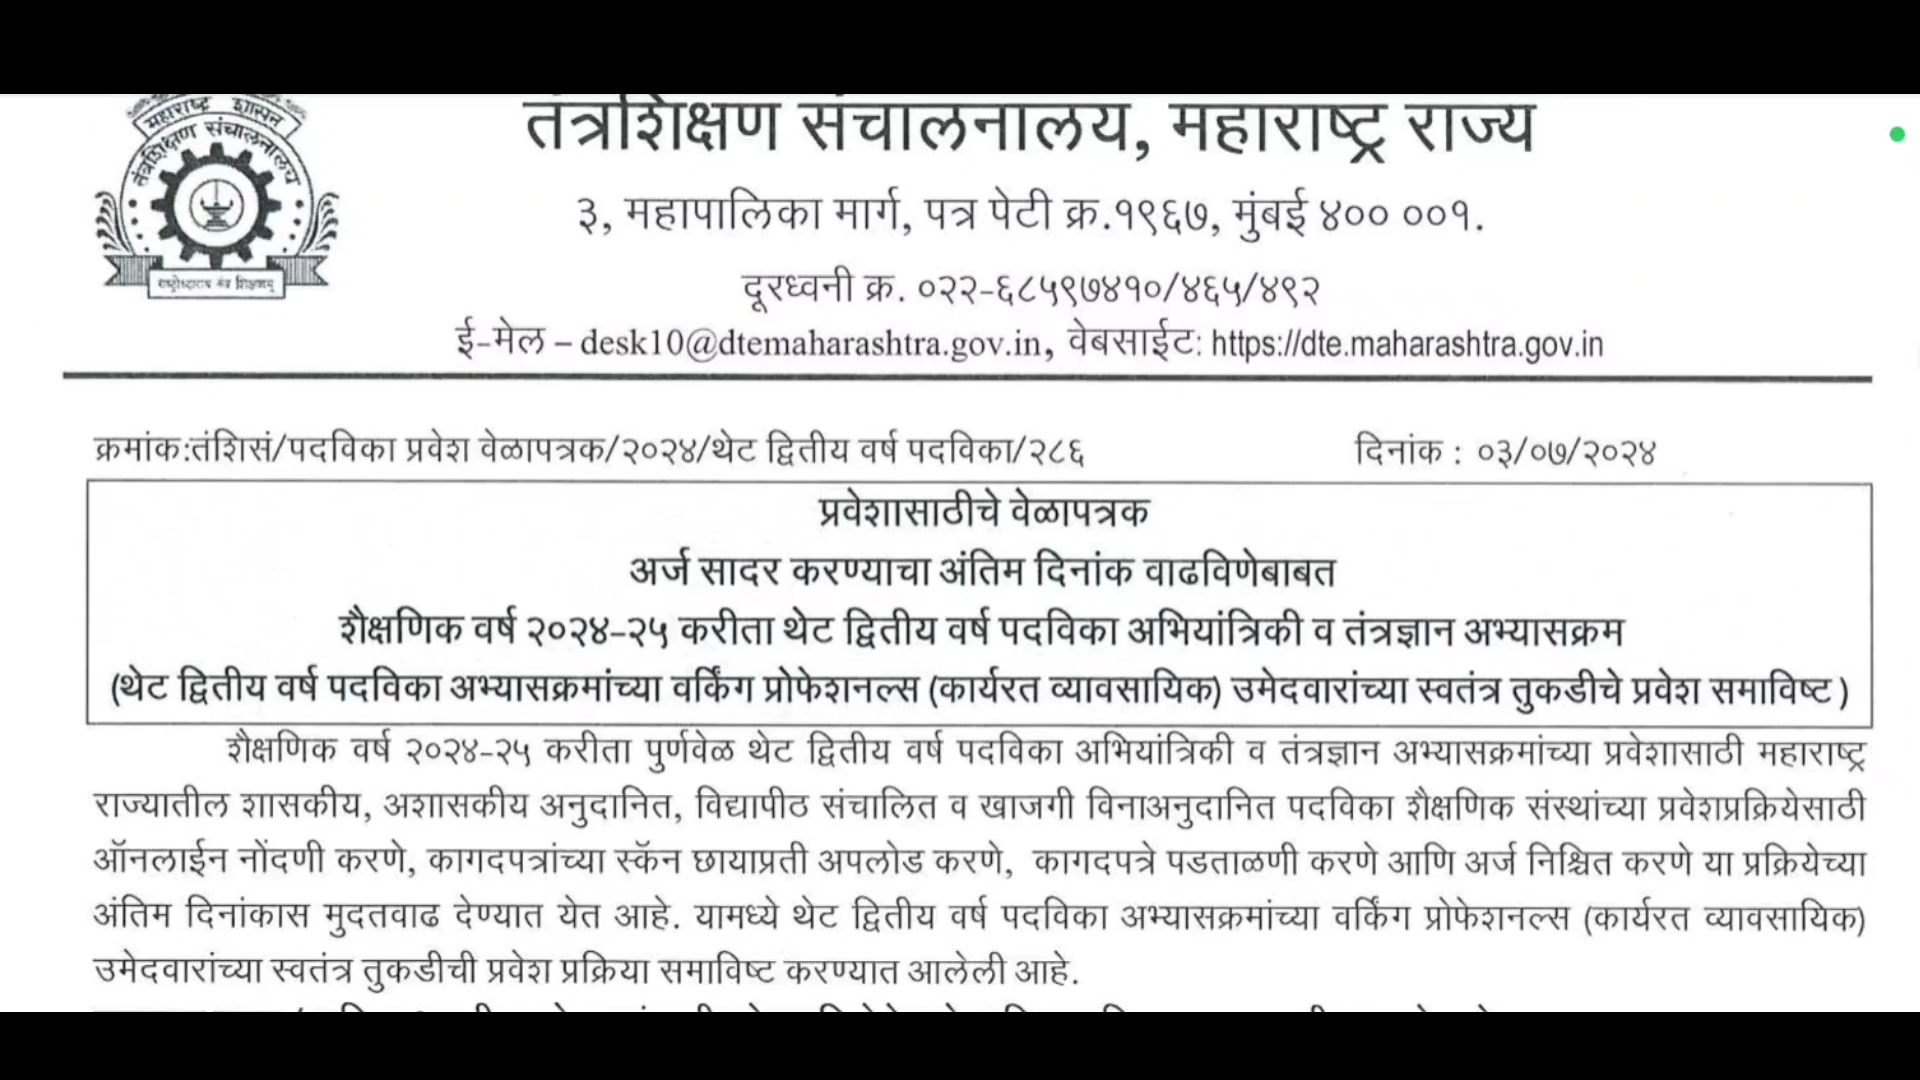 महाराष्ट्र शासन
तंत्रशिक्षण संचालनालय
तंत्रशिक्षण संचालनालय, महाराष्ट्र राज्य
३, महापालिका मार्ग, पत्र पेटी क्र.१९६७, मुंबई ४०० ००१.
दूरध्वनी क्र. ०२२-६८५९७४१०/४६५/४९२
ई-मेल – desk10@dtemaharashtra.gov.in, वेबसाईट: https://dte.maharashtra.gov.in
क्रमांक:तंशिसं/पदविका प्रवेश वेळापत्रक/२०२४/थेट द्वितीय वर्ष पदविका/२८६ दिनांक : ०३/०७/२०२४
प्रवेशासाठीचे वेळापत्रक
अर्ज सादर करण्याचा अंतिम दिनांक वाढविणेबाबत
शैक्षणिक वर्ष २०२४-२५ करीता थेट द्वितीय वर्ष पदविका अभियांत्रिकी व तंत्रज्ञान अभ्यासक्रम
(थेट द्वितीय वर्ष पदविका अभ्यासक्रमांच्या वर्किंग प्रोफेशनल्स (कार्यरत व्यावसायिक) उमेदवारांच्या स्वतंत्र तुकडीचे प्रवेश समाविष्ट )
शैक्षणिक वर्ष २०२४-२५ करीता पुर्णवेळ थेट द्वितीय वर्ष पदविका अभियांत्रिकी व तंत्रज्ञान अभ्यासक्रमांच्या प्रवेशासाठी महाराष्ट्र
राज्यातील शासकीय, अशासकीय अनुदानित, विद्यापीठ संचालित व खाजगी विनाअनुदानित पदविका शैक्षणिक संस्थांच्या प्रवेशप्रक्रियेसाठी
ऑनलाईन नोंदणी करणे, कागदपत्रांच्या स्कॅन छायाप्रती अपलोड करणे, कागदपत्रे पडताळणी करणे आणि अर्ज निश्चित करणे या प्रक्रियेच्या
अंतिम दिनांकास मुदतवाढ देण्यात येत आहे. यामध्ये थेट द्वितीय वर्ष पदविका अभ्यासक्रमांच्या वर्किंग प्रोफेशनल्स (कार्यरत व्यावसायिक)
उमेदवारांच्या स्वतंत्र तुकडीची प्रवेश प्रक्रिया समाविष्ट करण्यात आलेली आहे.